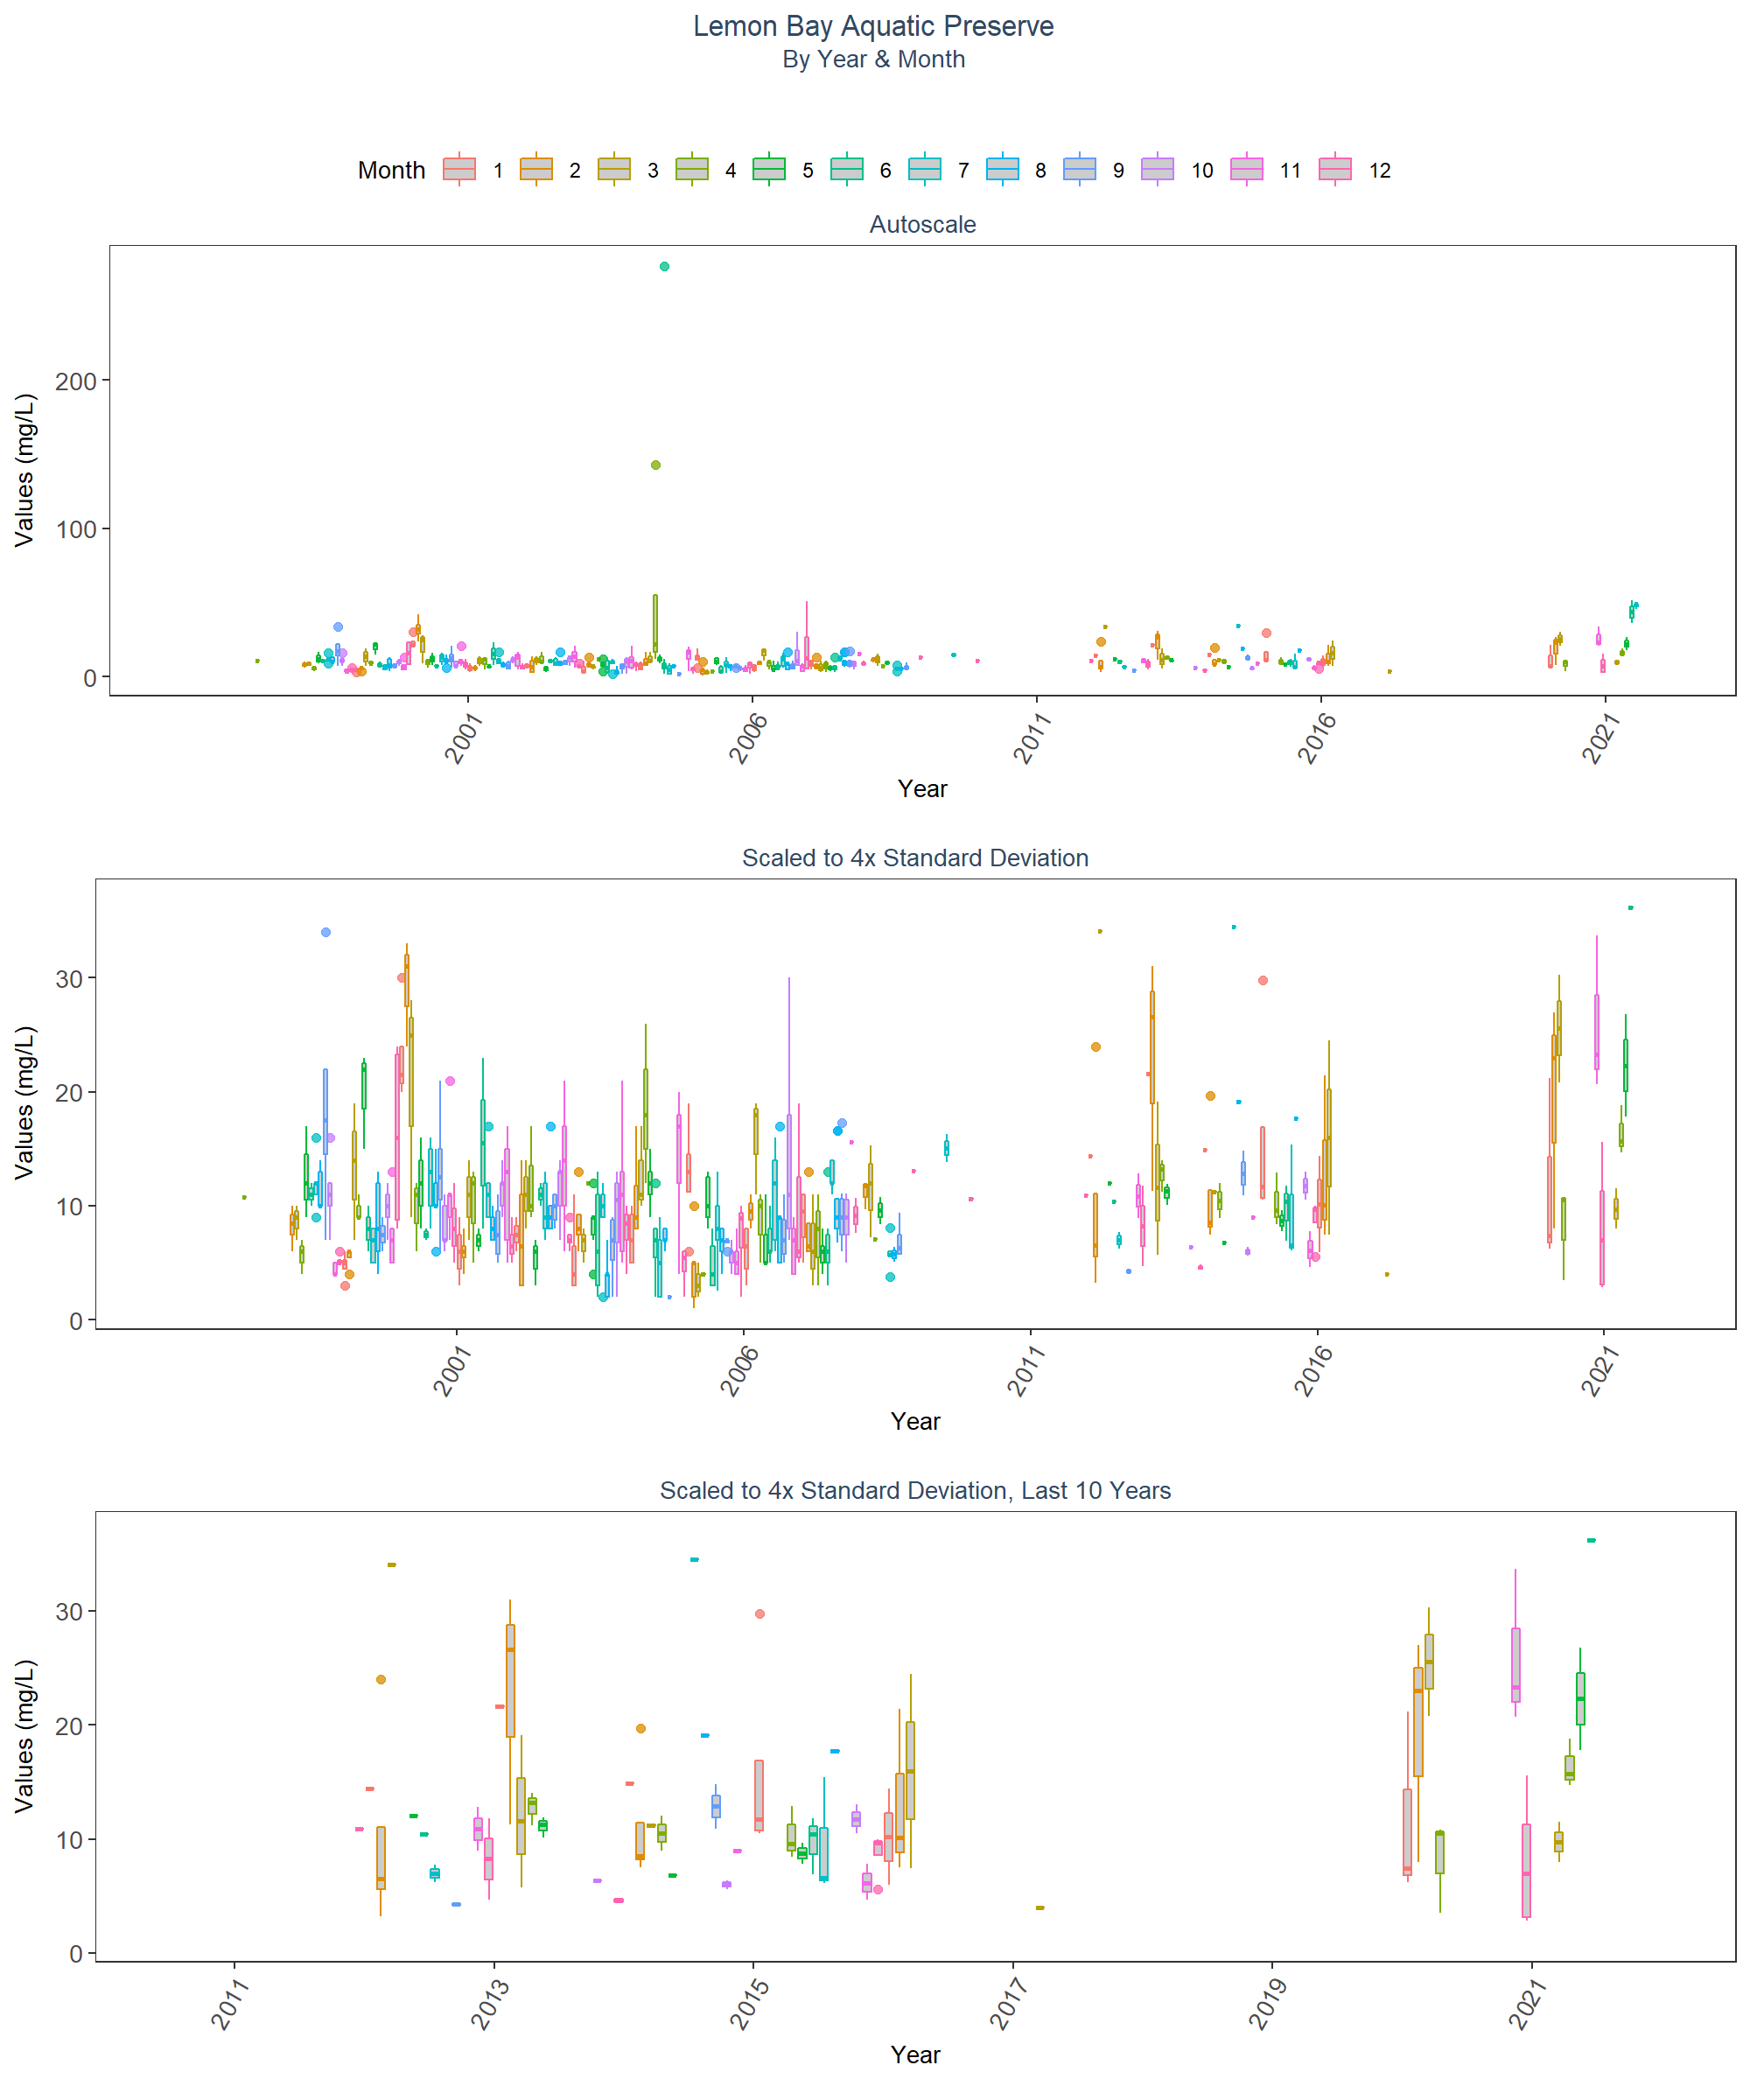 Lemon Bay Aquatic Preserve
By Year & Month
Month 1 2 3 4 5 6 7 8 9 10 11 12
Autoscale
Values (mg/L)
200
100
0
2001 2006 2011 2016 2021
Year
Scaled to 4x Standard Deviation
Values (mg/L)
30
20
10
0
2001 2006 2011 2016 2021
Year
Scaled to 4x Standard Deviation, Last 10 Years
Values (mg/L)
30
20
10
0
2011 2013 2015 2017 2019 2021
Year